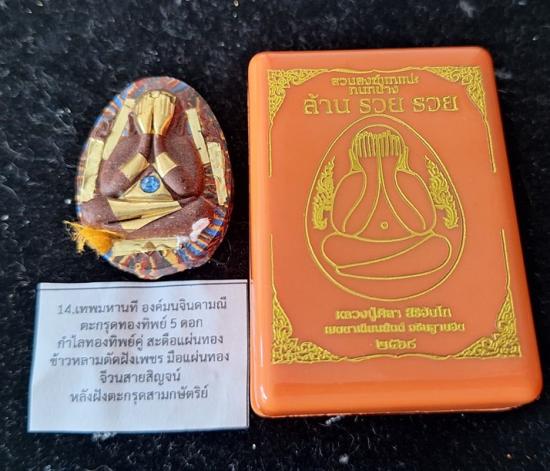 ล้าน รวย รวย
14.เทพมหานที องค์มนจินดามณี
ตะกรุดทองทิพย์ 5 ดอก
กำไลทองทิพย์คู่ สะดือแผ่นทอง
ข้าวหลามตัดฝังเพชร มือแผ่นทอง
จีวนสายสิญจน์
หลังฝังตะกรุดสามกษัตริย์
หลวงปู่ศิลา สิริจันโท
๒๕๖๘